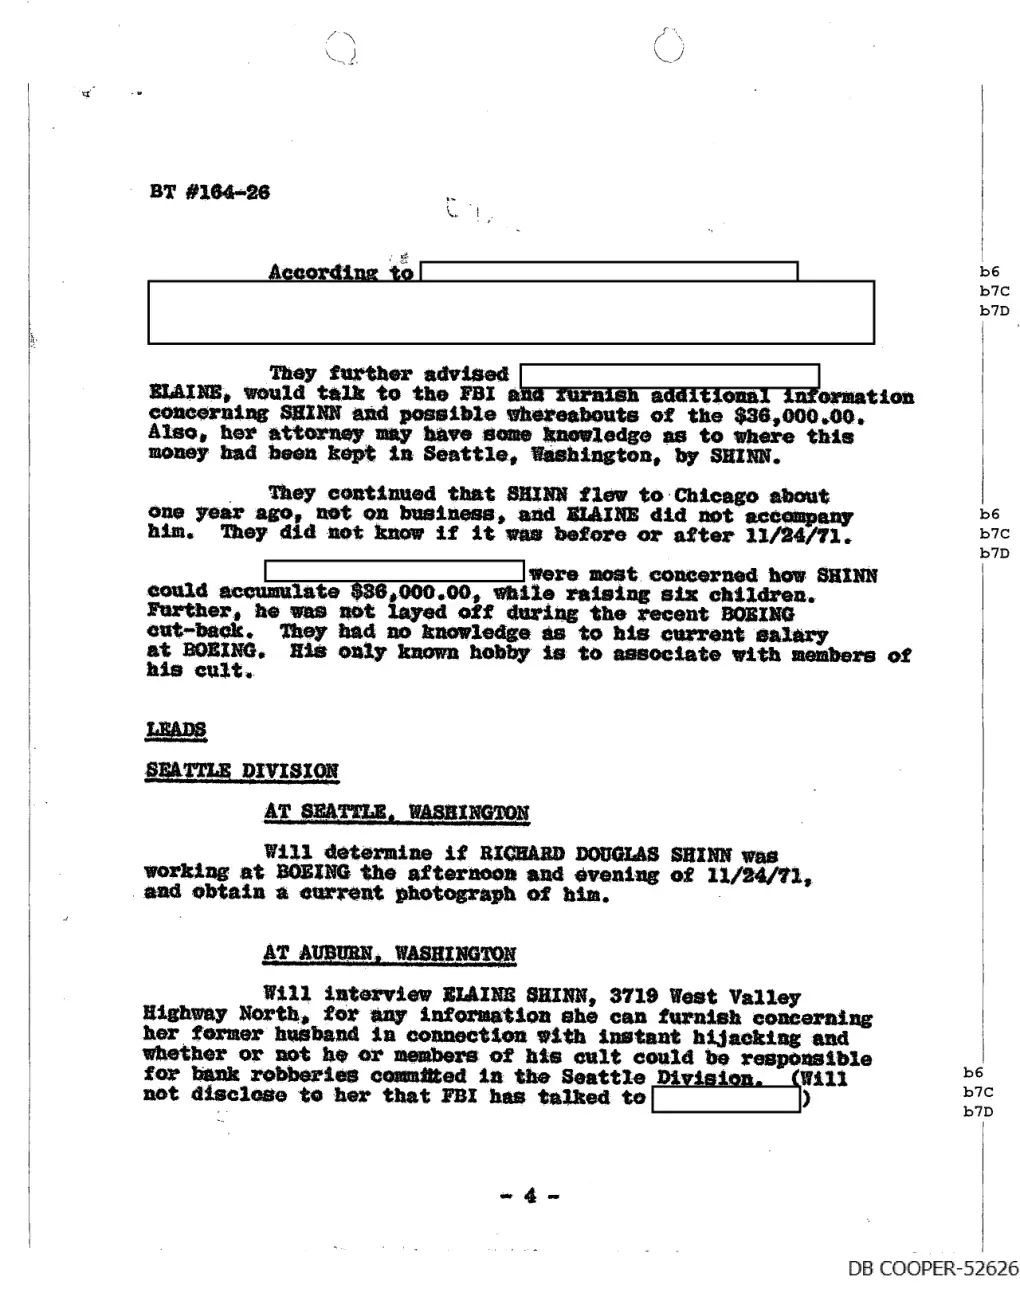 BT #164-26
According to
b6
b7C
b7D
They further advised
ELAINE, would talk to the FBI and furnish additional information
concerning SHINN and possible whereabouts of the $36,000.00.
Also, her attorney may have some knowledge as to where this
money had been kept in Seattle, Washington, by SHINN.
They continued that SHINN flew to Chicago about
one year ago, not on business, and ELAINE did not accompany
him. They did not know if it was before or after 11/24/71.
b6
b7C
b7D
were most concerned how SHINN
could accumulate $36,000.00, while raising six children.
Further, he was not layed off during the recent BOEING
cut-back. They had no knowledge as to his current salary
at BOEING. His only known hobby is to associate with members of
his cult.
LEADS
SEATTLE DIVISION
AT SEATTLE, WASHINGTON
Will determine if RICHARD DOUGLAS SHINN was
working at BOEING the afternoon and evening of 11/24/71,
and obtain a current photograph of him.
AT AUBURN, WASHINGTON
Will interview ELAINE SHINN, 3719 West Valley
Highway North, for any information she can furnish concerning
her former husband in connection with instant hijacking and
whether or not he or members of his cult could be responsible
for bank robberies committed in the Seattle Division. (Will
not disclose to her that FBI has talked to )
b6
b7C
b7D
- 4 -
DB COOPER-52626